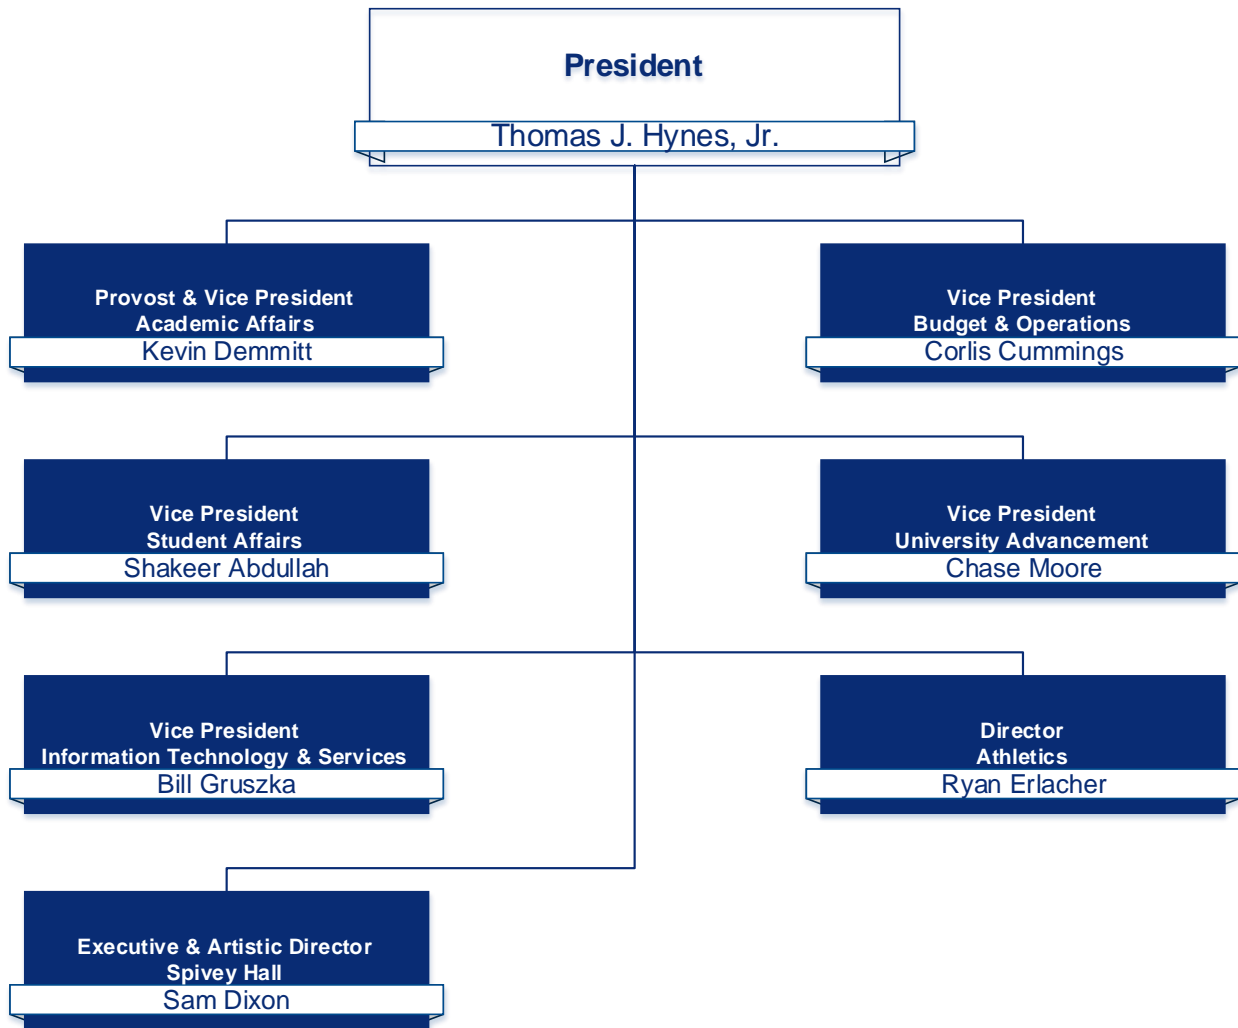 President
Thomas J. Hynes, Jr.
Provost & Vice President
Academic Affairs
Kevin Demmitt
Vice President
Budget & Operations
Corlis Cummings
Vice President
Student Affairs
Shakeer Abdullah
Vice President
University Advancement
Chase Moore
Vice President
Information Technology & Services
Bill Gruszka
Director
Athletics
Ryan Erlacher
Executive & Artistic Director
Spivey Hall
Sam Dixon